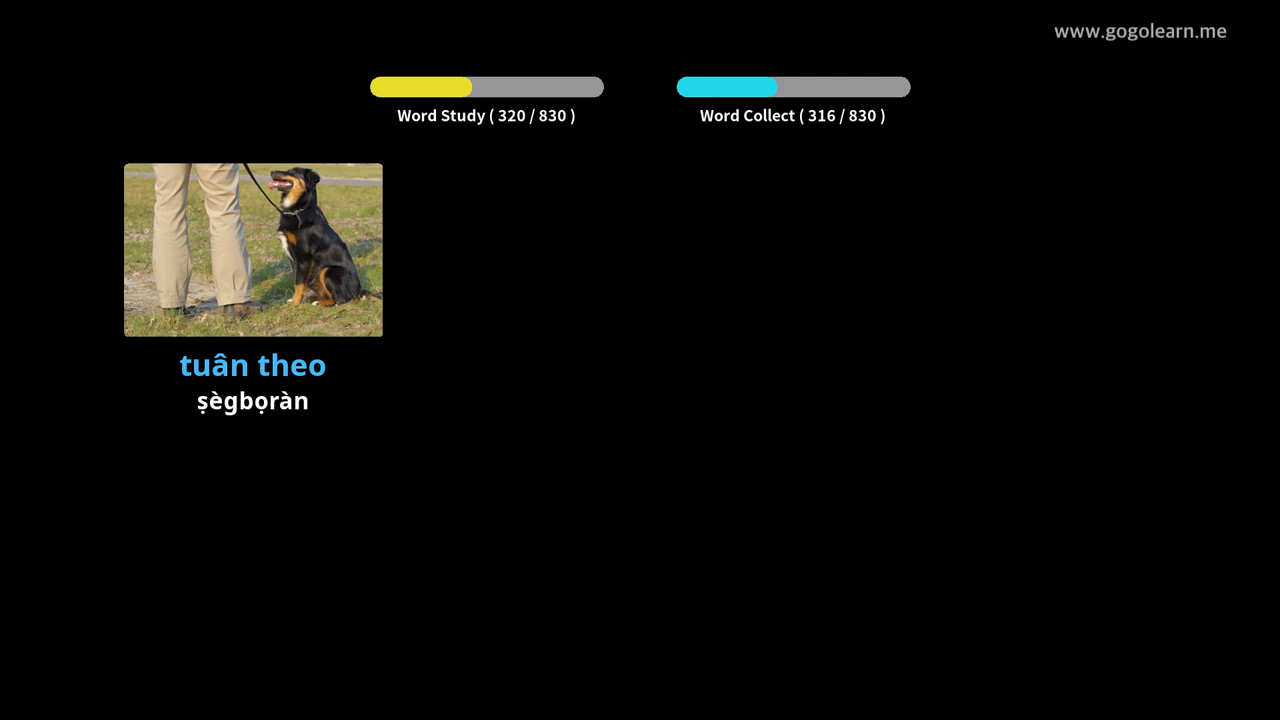 www.gogolearn.me
Word Study ( 320 / 830 )
Word Collect ( 316 / 830 )
tuân theo
ṣègbọràn